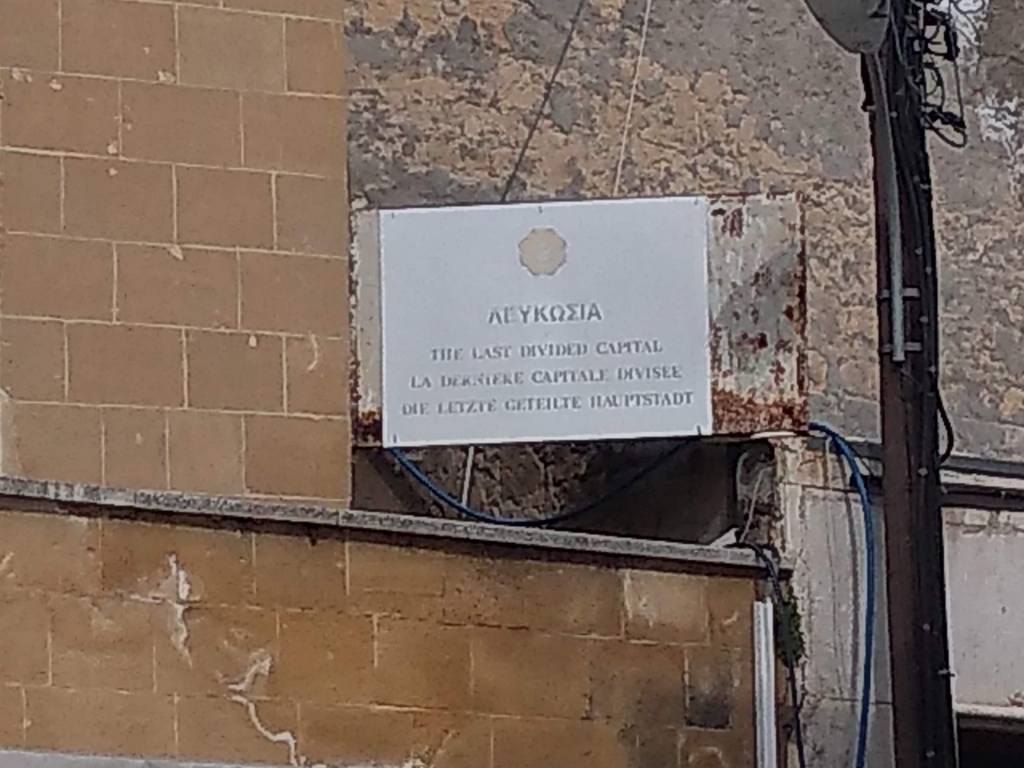 ΛΕΥΚΩΣΙΑ
THE LAST DIVIDED CAPITAL
LA DERNIERE CAPITALE DIVISEE
DIE LETZTE GETEILTE HAUPTSTADT